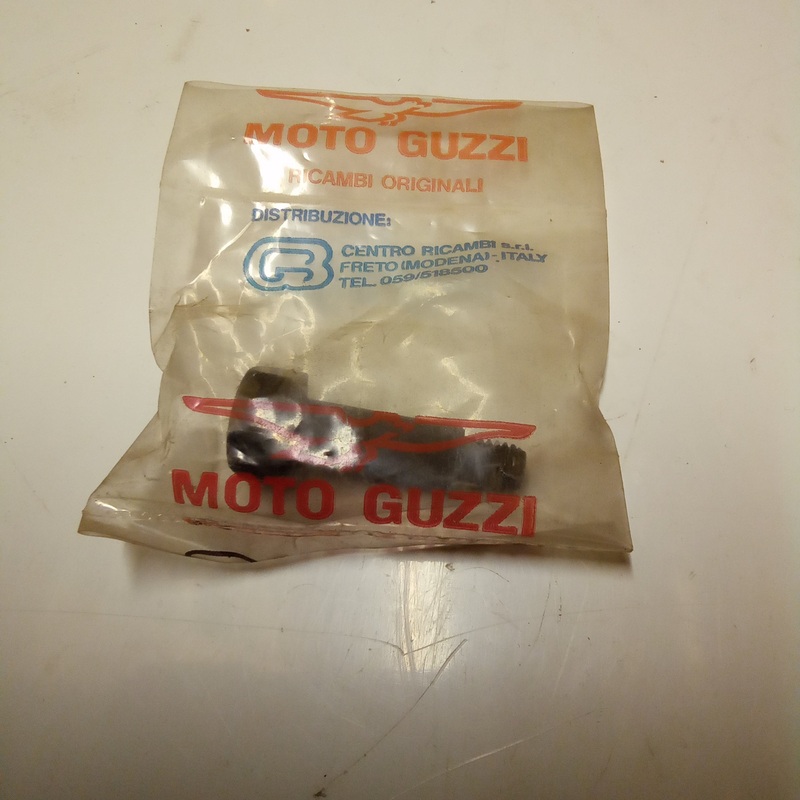 MOTO GUZZI
RICAMBI ORIGINALI
DISTRIBUZIONE:
CENTRO RICAMBI s.r.l.
FRETO (MODENA) - ITALY
TEL. 059/518500
MOTO GUZZI